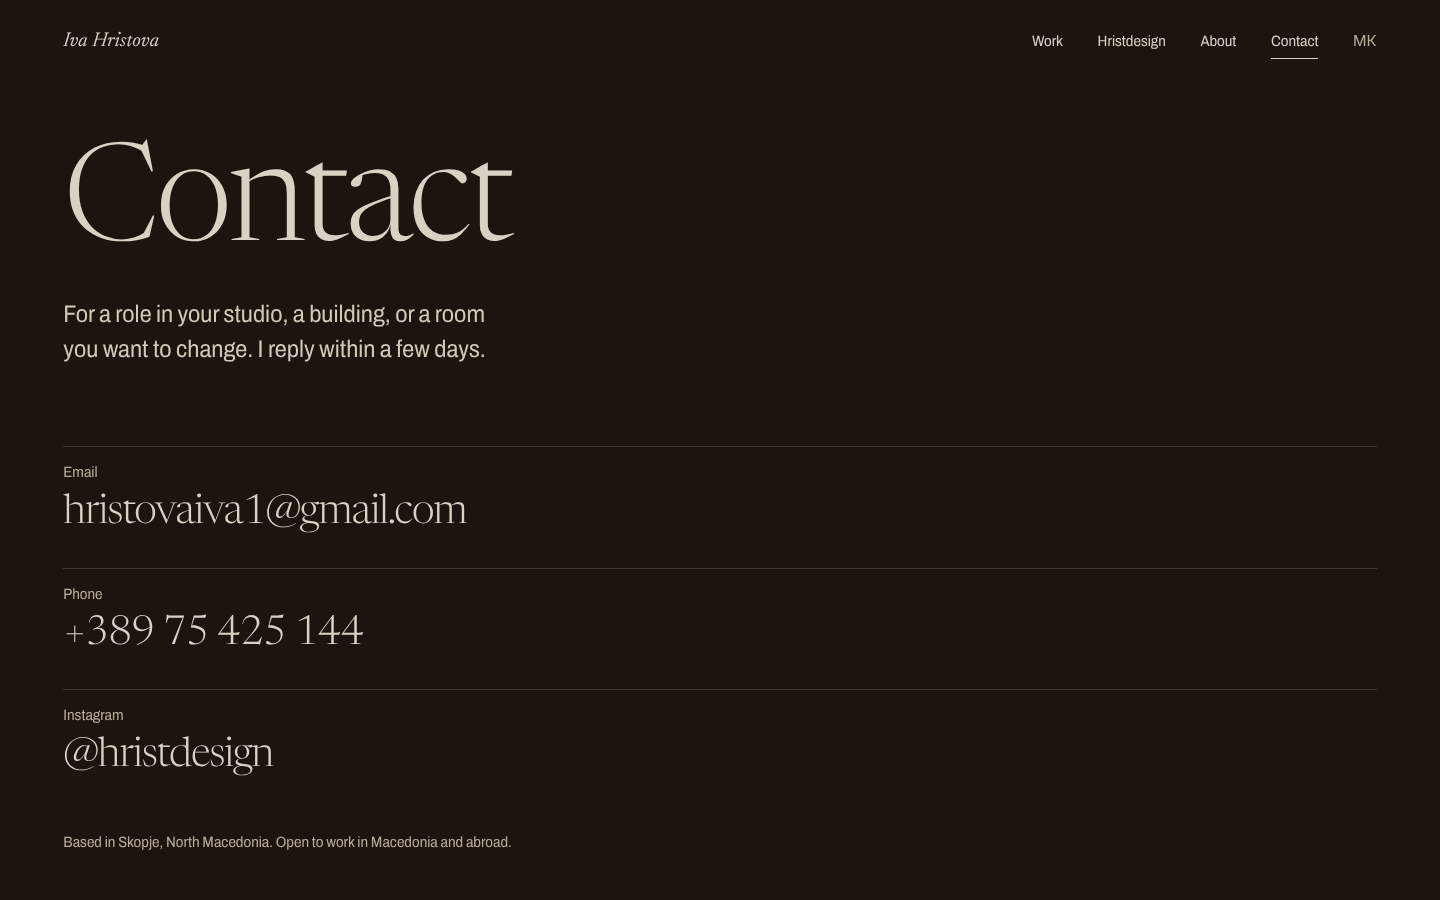 Iva Hristova
Work Hristdesign About Contact MK
Contact
For a role in your studio, a building, or a room
you want to change. I reply within a few days.
Email
hristovaiva1@gmail.com
Phone
+389 75 425 144
Instagram
@hristdesign
Based in Skopje, North Macedonia. Open to work in Macedonia and abroad.